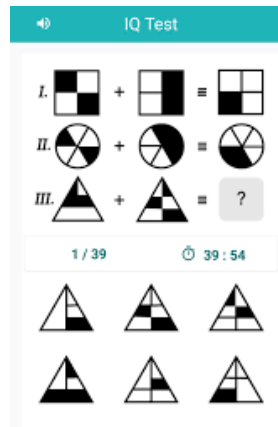 IQ Test
I. + ≡
II. + ≡
III. + ≡ ?
1 / 39 39 : 54